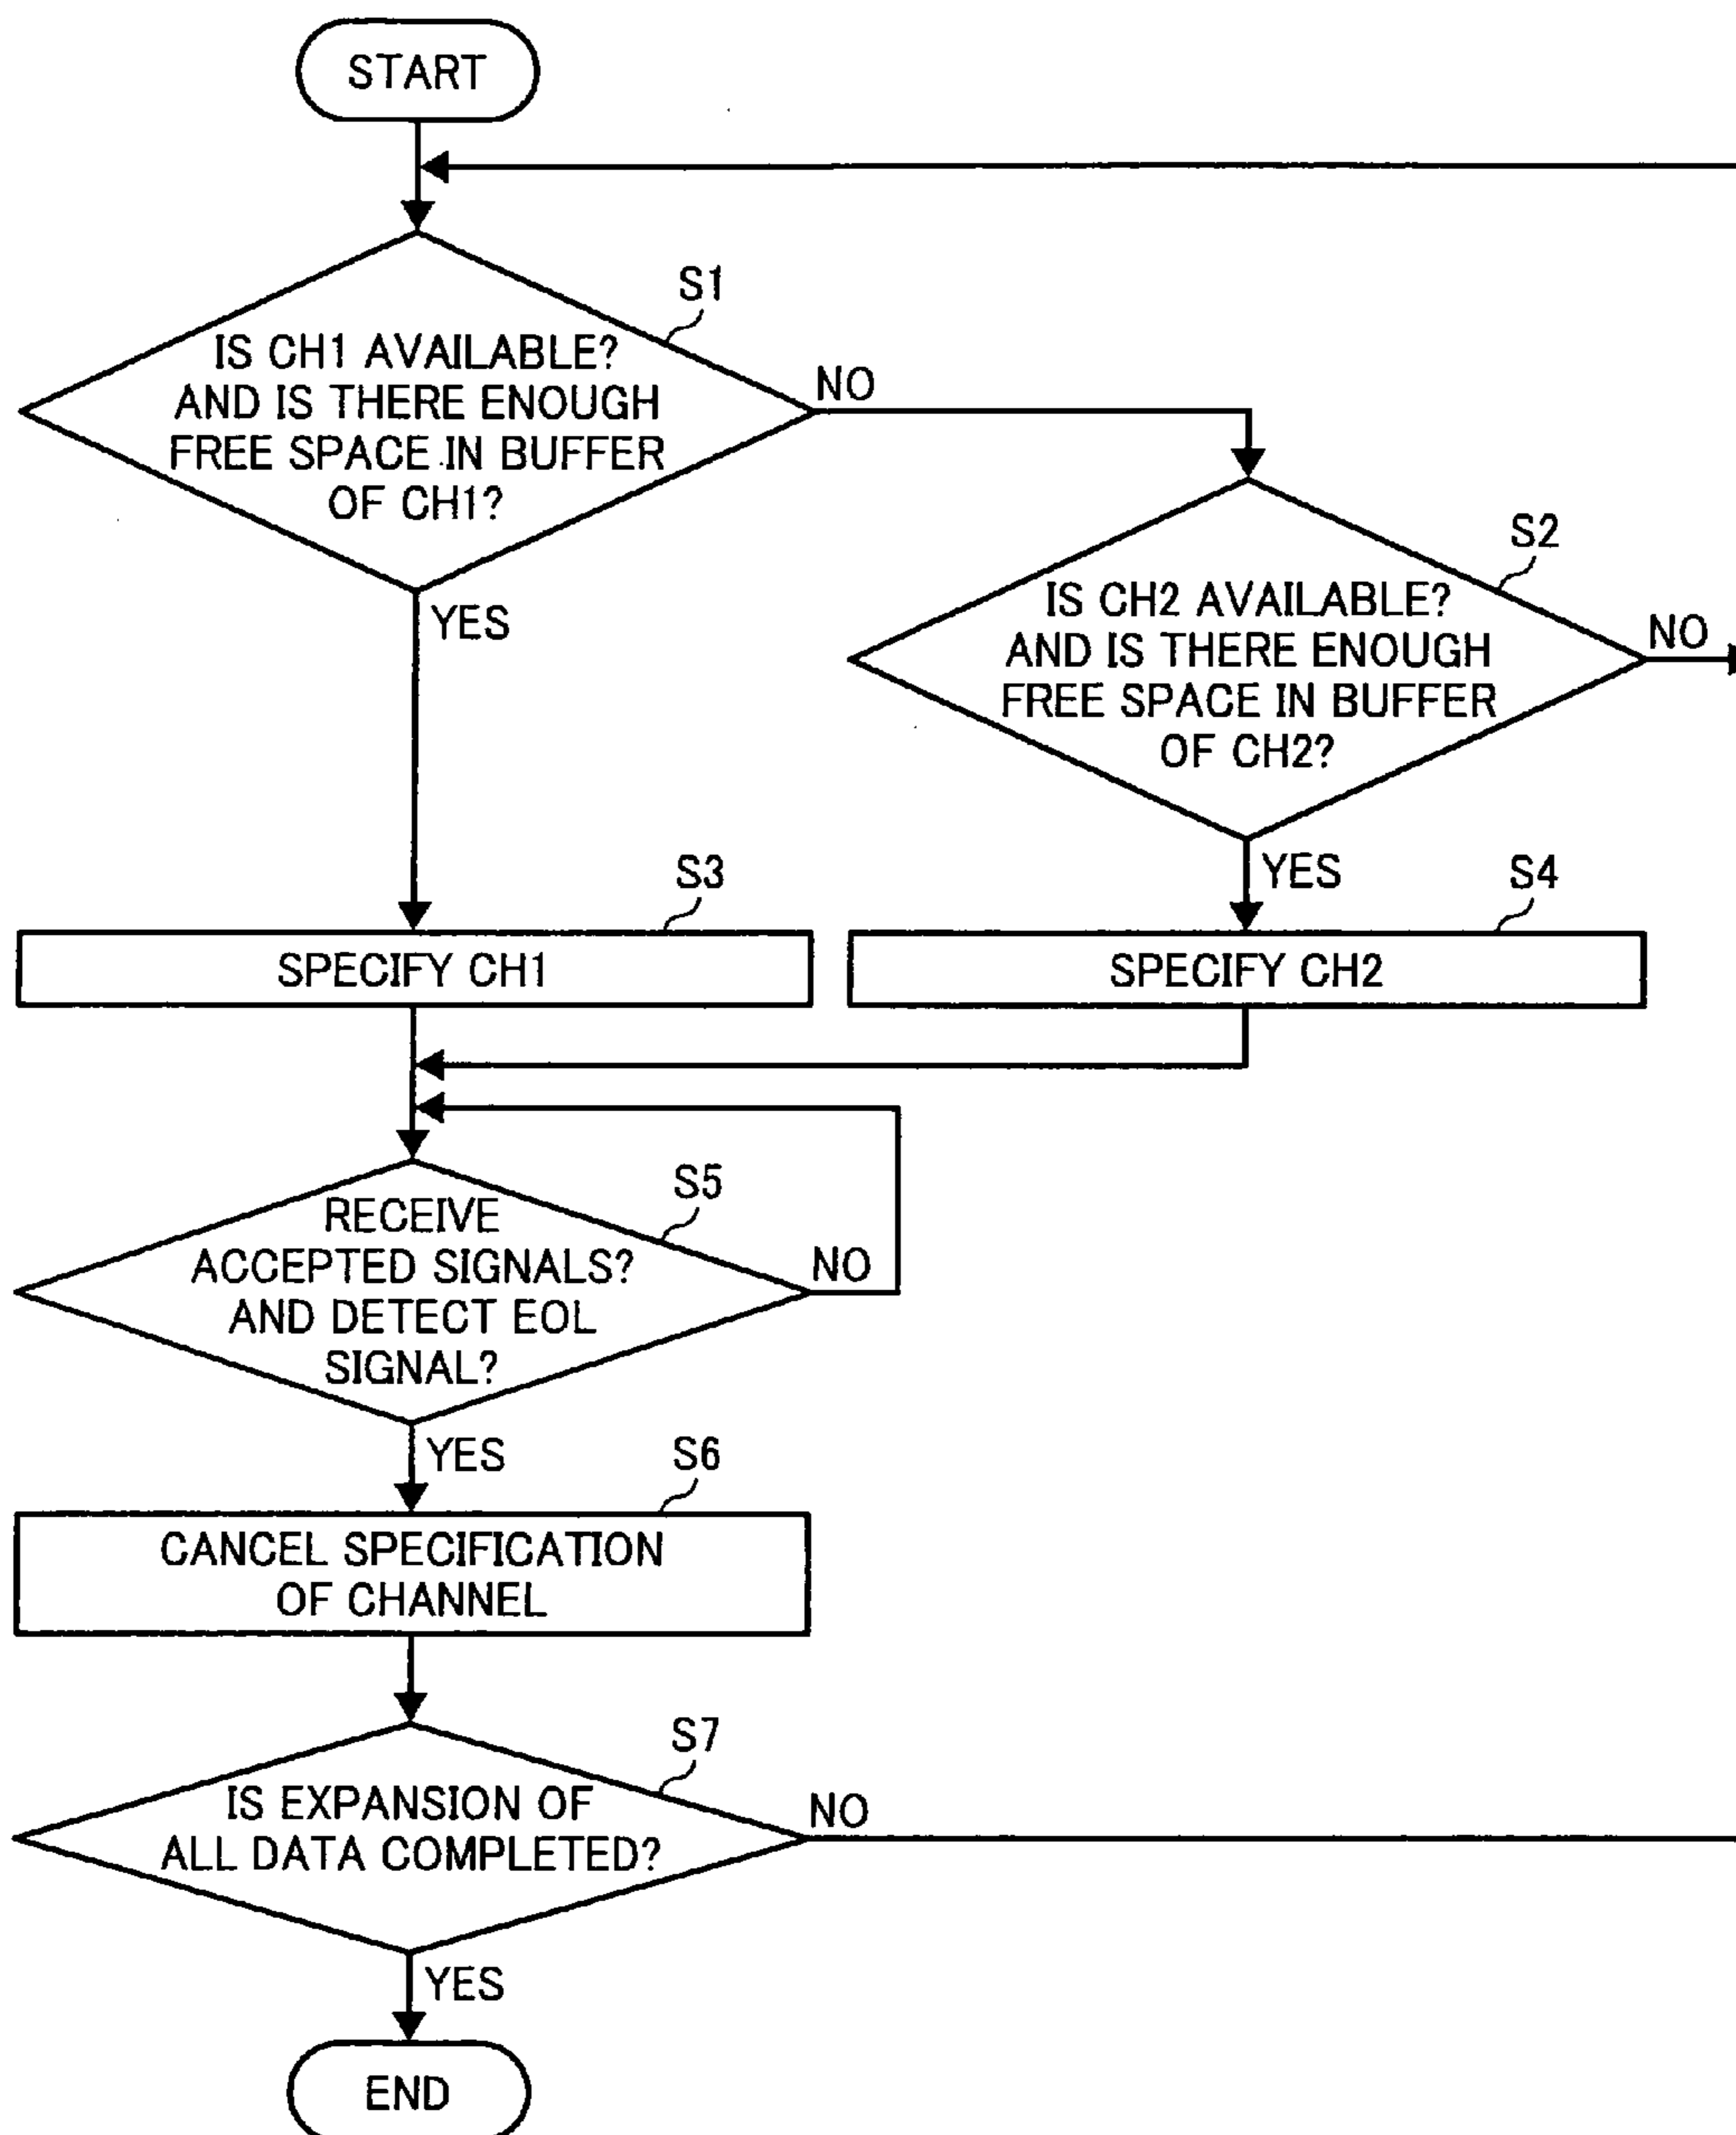 START
S1
IS CH1 AVAILABLE?
AND IS THERE ENOUGH
FREE SPACE IN BUFFER
OF CH1?
NO
YES
S2
IS CH2 AVAILABLE?
AND IS THERE ENOUGH
FREE SPACE IN BUFFER
OF CH2?
NO
YES
S3
SPECIFY CH1
S4
SPECIFY CH2
S5
RECEIVE
ACCEPTED SIGNALS?
AND DETECT EOL
SIGNAL?
NO
YES
S6
CANCEL SPECIFICATION
OF CHANNEL
S7
IS EXPANSION OF
ALL DATA COMPLETED?
NO
YES
END